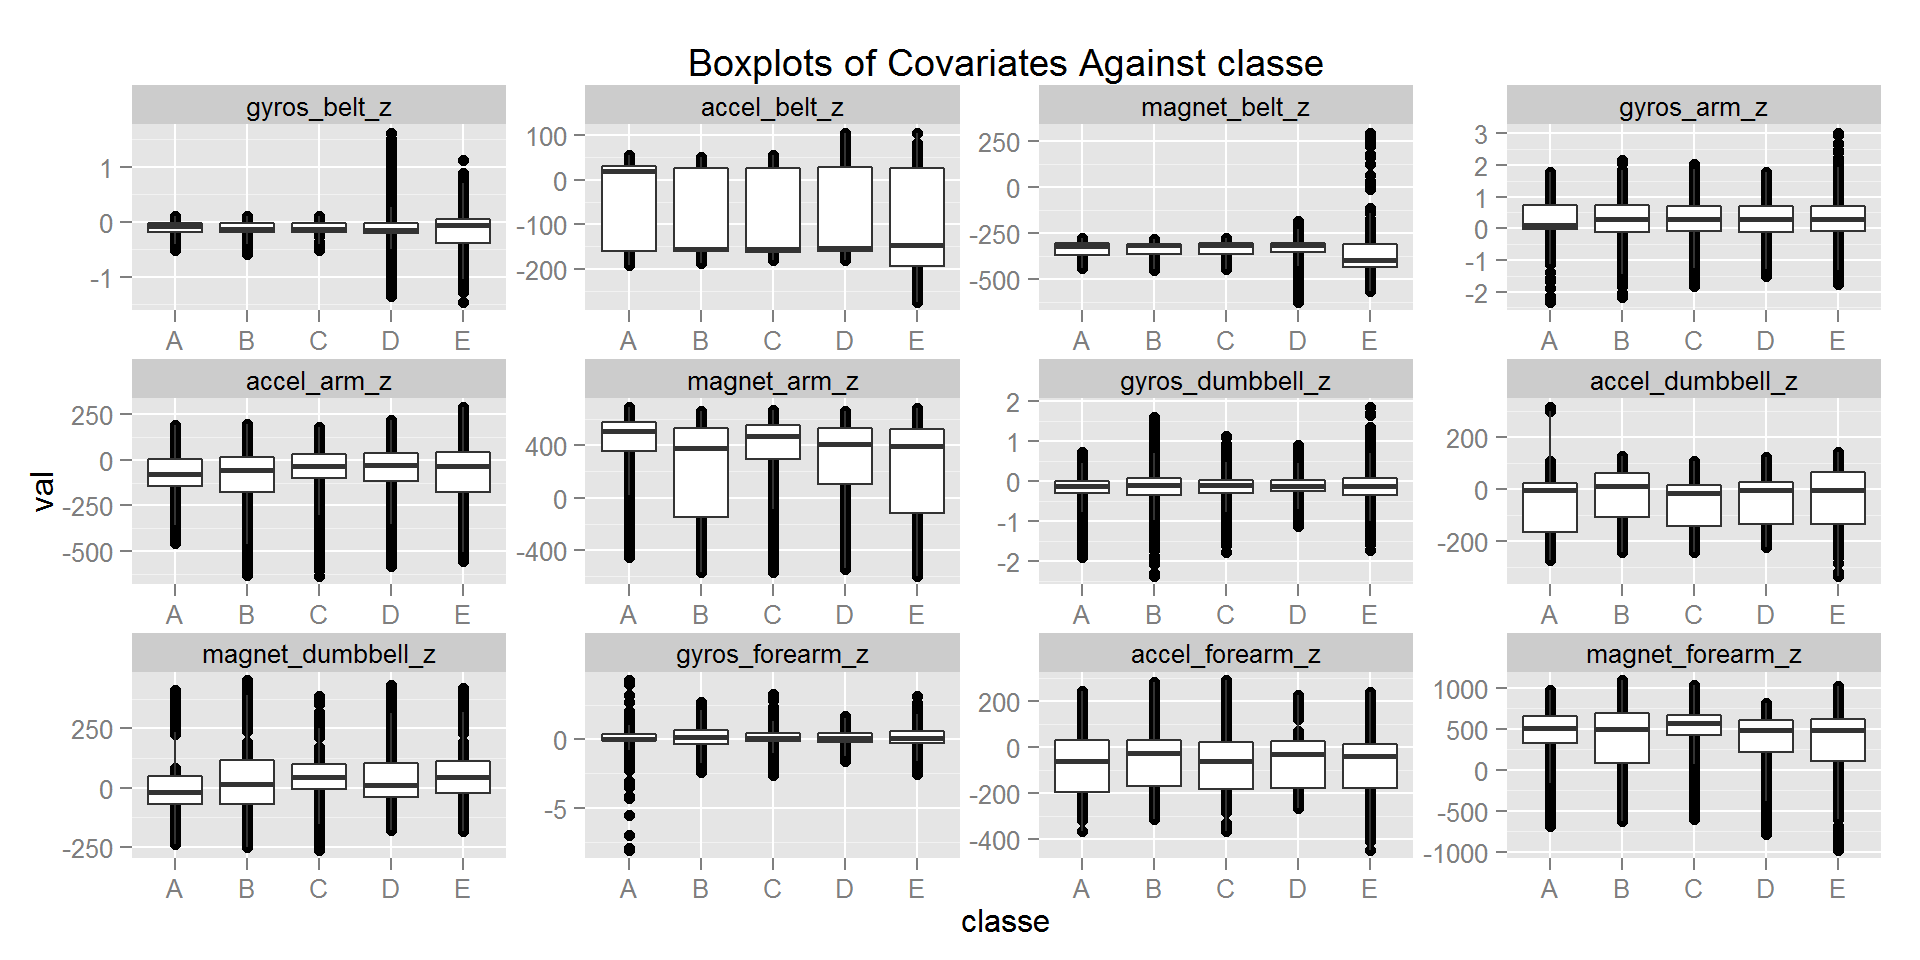 Boxplots of Covariates Against classe
gyros_belt_z
accel_belt_z
magnet_belt_z
gyros_arm_z
1
0
-1
100
0
-100
-200
250
0
-250
-500
3
2
1
0
-1
-2
A B C D E
A B C D E
A B C D E
A B C D E
accel_arm_z
magnet_arm_z
gyros_dumbbell_z
accel_dumbbell_z
250
0
-250
-500
400
0
-400
2
1
0
-1
-2
200
0
-200
A B C D E
A B C D E
A B C D E
A B C D E
magnet_dumbbell_z
gyros_forearm_z
accel_forearm_z
magnet_forearm_z
250
0
-250
0
-5
200
0
-200
-400
1000
500
0
-500
-1000
A B C D E
A B C D E
A B C D E
A B C D E
val
classe